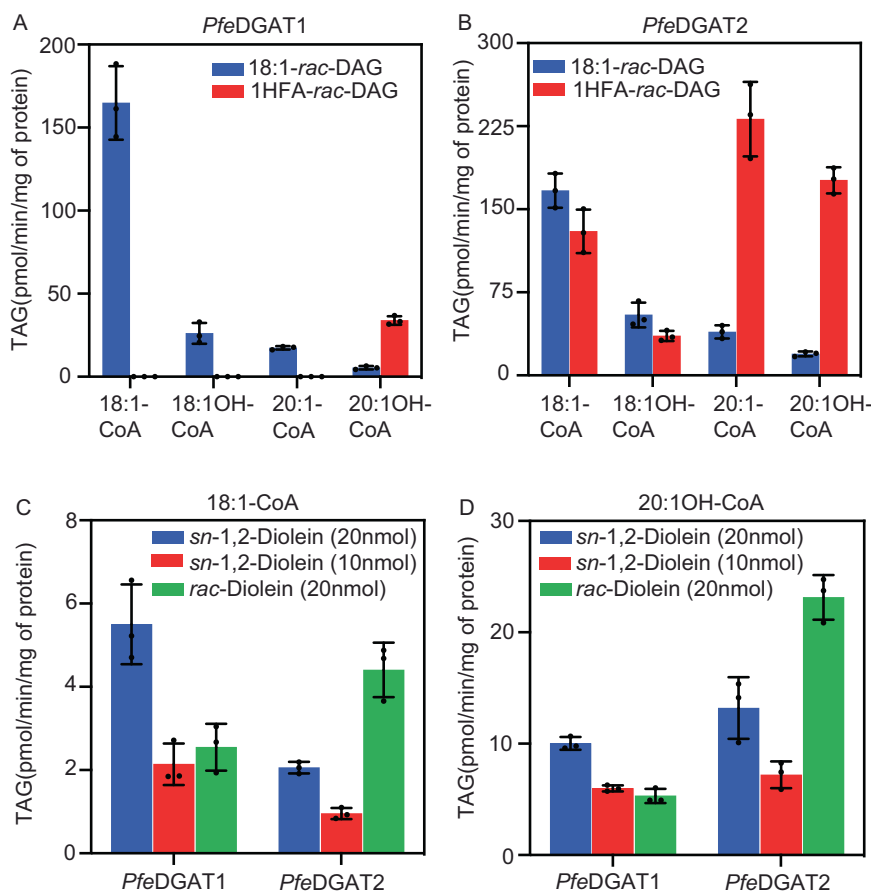 A
PfeDGAT1
TAG(pmol/min/mg of protein)
200
150
100
50
0
18:1-rac-DAG
1HFA-rac-DAG
18:1-
CoA
18:1OH-
CoA
20:1-
CoA
20:1OH-
CoA
B
PfeDGAT2
TAG(pmol/min/mg of protein)
300
225
150
75
0
18:1-rac-DAG
1HFA-rac-DAG
18:1-
CoA
18:1OH-
CoA
20:1-
CoA
20:1OH-
CoA
C
18:1-CoA
TAG(pmol/min/mg of protein)
8
6
4
2
0
sn-1,2-Diolein (20nmol)
sn-1,2-Diolein (10nmol)
rac-Diolein (20nmol)
PfeDGAT1
PfeDGAT2
D
20:1OH-CoA
TAG(pmol/min/mg of protein)
30
20
10
0
sn-1,2-Diolein (20nmol)
sn-1,2-Diolein (10nmol)
rac-Diolein (20nmol)
PfeDGAT1
PfeDGAT2